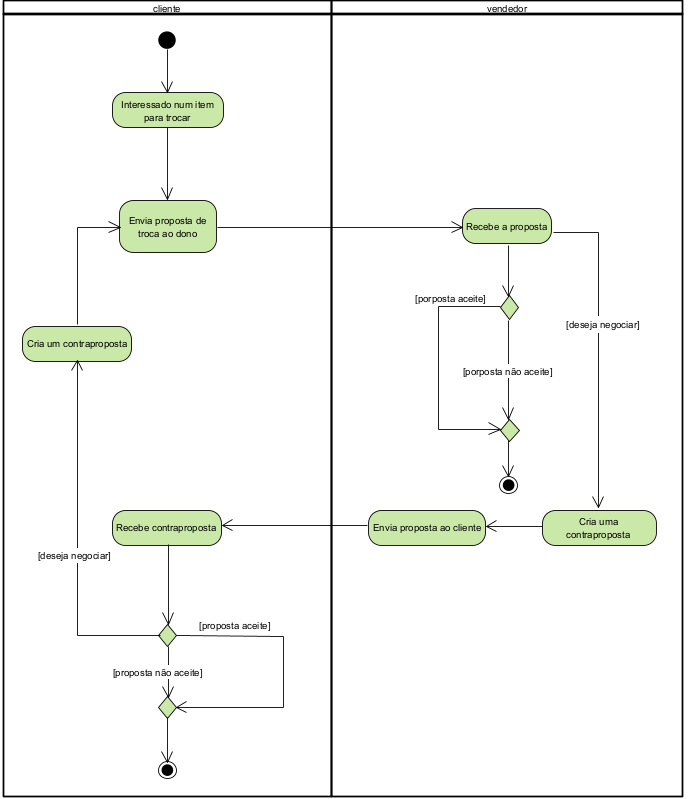 cliente
vendedor
Interessado num item
para trocar
Envia proposta de
troca ao dono
Recebe a proposta
[porposta aceite]
[deseja negociar]
Cria um contraproposta
[porposta não aceite]
Recebe contraproposta
Envia proposta ao cliente
Cria uma
contraproposta
[deseja negociar]
[proposta aceite]
[proposta não aceite]